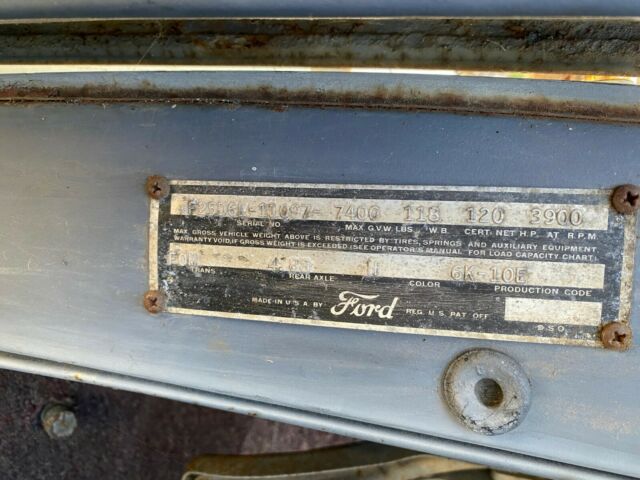 7400 118 120 3900
SERIAL NO. MAX. G.V.W. LBS. W.B. CERT. NET H.P. AT R.P.M.
MAX. GROSS VEHICLE WEIGHT ABOVE IS RESTRICTED BY TIRES, SPRINGS AND AUXILIARY EQUIPMENT.
WARRANTY VOID, IF GROSS WEIGHT IS EXCEEDED. (SEE OPERATOR'S MANUAL FOR LOAD CAPACITY CHART)
6K-10F
TRANS. REAR AXLE COLOR PRODUCTION CODE
MADE IN U.S.A. BY Ford REG. U.S. PAT. OFF.
D.S.O.